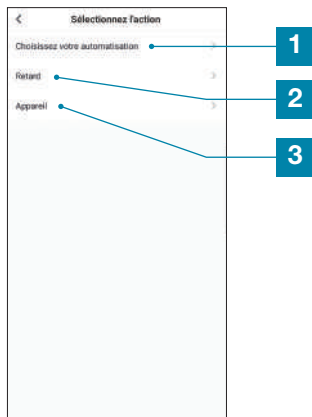 Sélectionnez l'action
Choisissez votre automatisation
1
Retard
2
Appareil
3